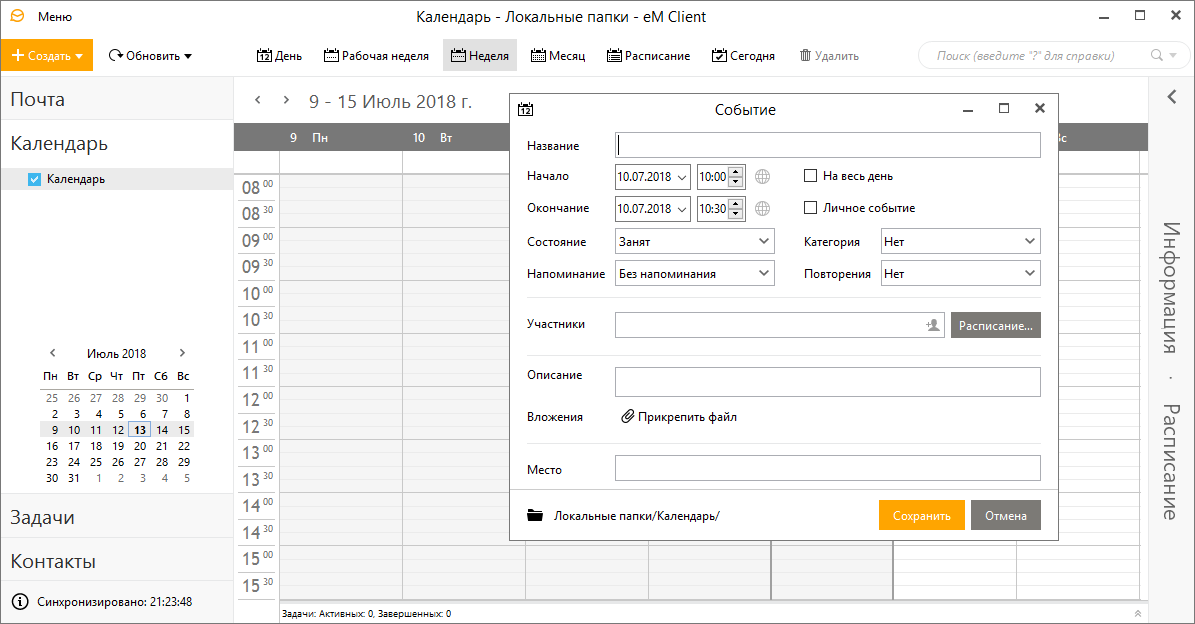 Меню
Календарь - Локальные папки - eM Client
Создать
Обновить
День
Рабочая неделя
Неделя
Месяц
Расписание
Сегодня
Удалить
Поиск (введите "?" для справки)
Почта
Календарь
Календарь
Июль 2018
Пн Вт Ср Чт Пт Сб Вс
25 26 27 28 29 30 1
2 3 4 5 6 7 8
9 10 11 12 13 14 15
16 17 18 19 20 21 22
23 24 25 26 27 28 29
30 31 1 2 3 4 5
Задачи
Контакты
Синхронизировано: 21:23:48
9 - 15 Июль 2018 г.
9 Пн 10 Вт
08 00
08 30
09 00
09 30
10 00
10 30
11 00
11 30
12 00
12 30
13 00
13 30
14 00
14 30
15 00
15 30
Задачи: Активных: 0, Завершенных: 0
12 Событие
Название
Начало 10.07.2018 10:00 На весь день
Окончание 10.07.2018 10:30 Личное событие
Состояние Занят Категория Нет
Напоминание Без напоминания Повторения Нет
Участники Расписание...
Описание
Вложения Прикрепить файл
Место
Локальные папки/Календарь/ Сохранить Отмена
Информация · Расписание